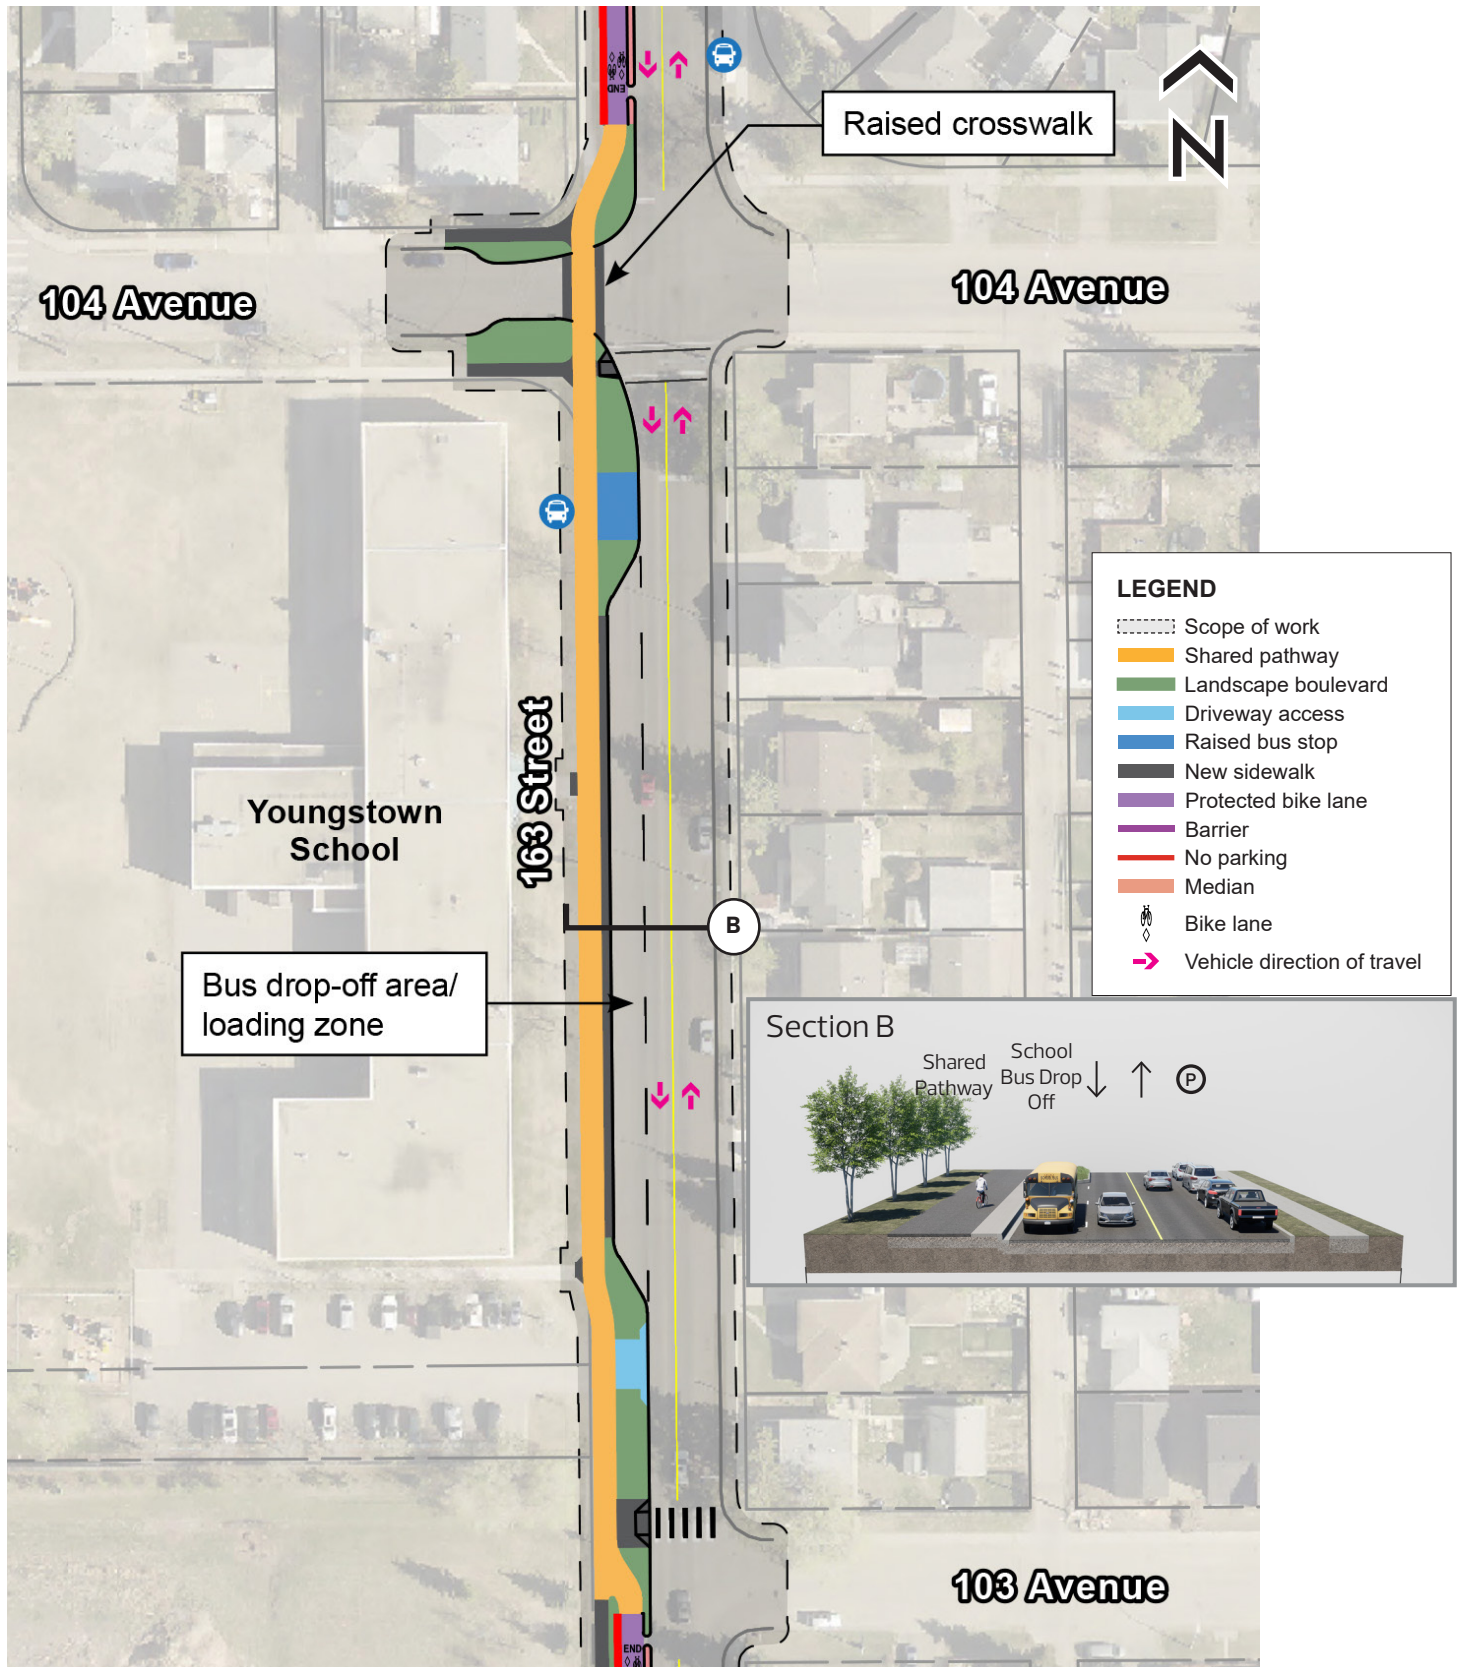 END
Raised crosswalk
N
104 Avenue
104 Avenue
163 Street
Youngstown
School
B
Bus drop-off area/
loading zone
LEGEND
Scope of work
Shared pathway
Landscape boulevard
Driveway access
Raised bus stop
New sidewalk
Protected bike lane
Barrier
No parking
Median
Bike lane
Vehicle direction of travel
Section B
Shared
Pathway
School
Bus Drop
Off
P
103 Avenue
END